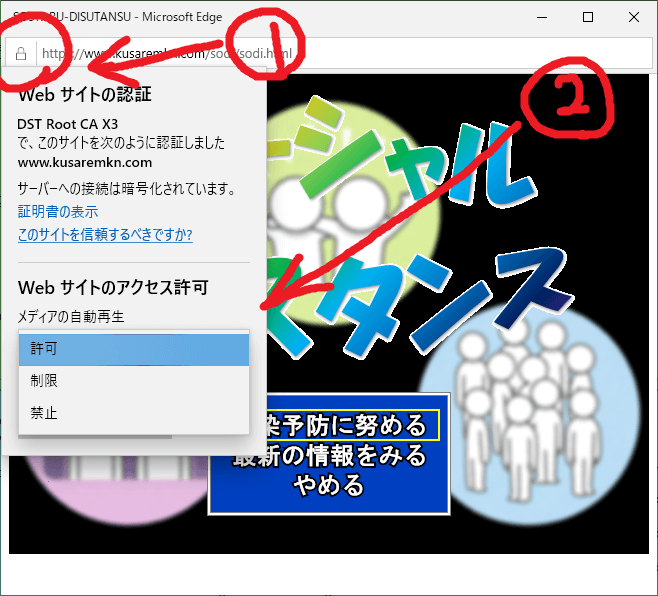 SOSYARU-DISUTANSU - Microsoft Edge
https://www.kusaremkn.com/sodi/sodi.html
1
2
Web サイトの認証
DST Root CA X3
で、このサイトを次のように認証しました
www.kusaremkn.com
サーバーへの接続は暗号化されています。
証明書の表示
このサイトを信頼するべきですか?
Web サイトのアクセス許可
メディアの自動再生
許可
制限
禁止
シャル
スタンス
染予防に努める
最新の情報をみる
やめる